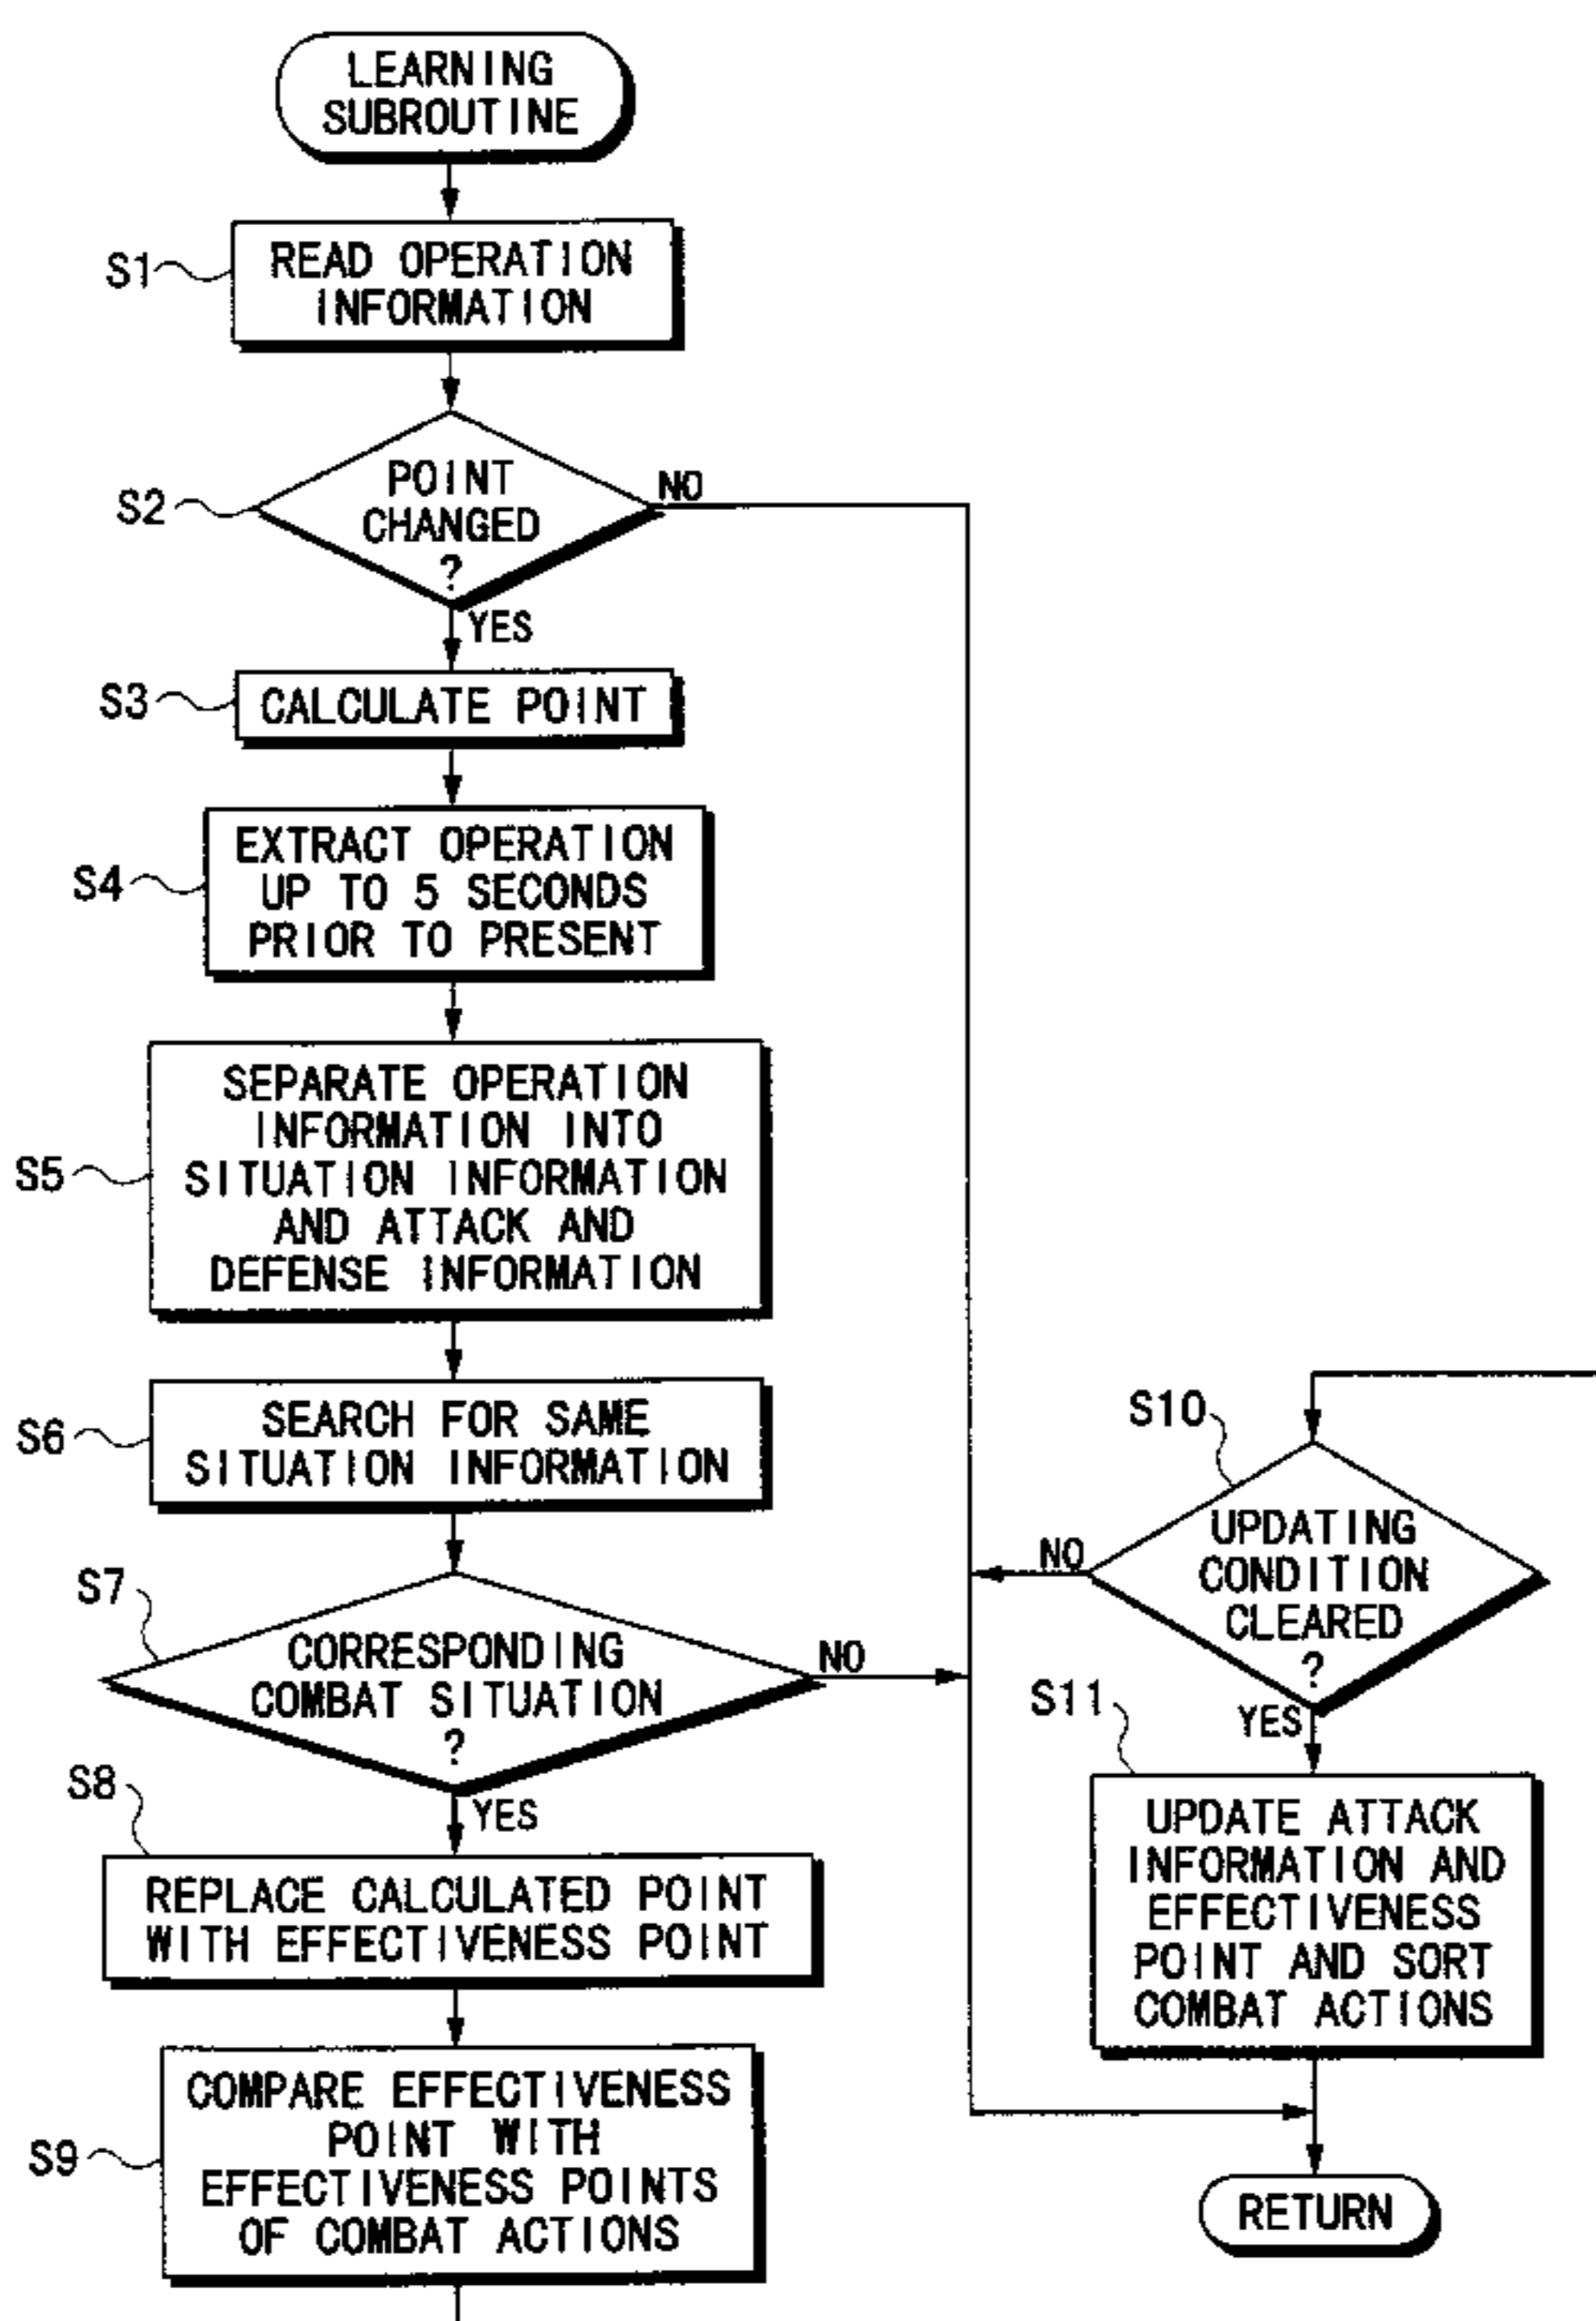 LEARNING
SUBROUTINE
S1
READ OPERATION
INFORMATION
S2
POINT
CHANGED
?
NO
YES
S3
CALCULATE POINT
S4
EXTRACT OPERATION
UP TO 5 SECONDS
PRIOR TO PRESENT
S5
SEPARATE OPERATION
INFORMATION INTO
SITUATION INFORMATION
AND ATTACK AND
DEFENSE INFORMATION
S6
SEARCH FOR SAME
SITUATION INFORMATION
S7
CORRESPONDING
COMBAT SITUATION
?
NO
YES
S8
REPLACE CALCULATED POINT
WITH EFFECTIVENESS POINT
S9
COMPARE EFFECTIVENESS
POINT WITH
EFFECTIVENESS POINTS
OF COMBAT ACTIONS
S10
UPDATING
CONDITION
CLEARED
?
NO
YES
S11
UPDATE ATTACK
INFORMATION AND
EFFECTIVENESS
POINT AND SORT
COMBAT ACTIONS
RETURN